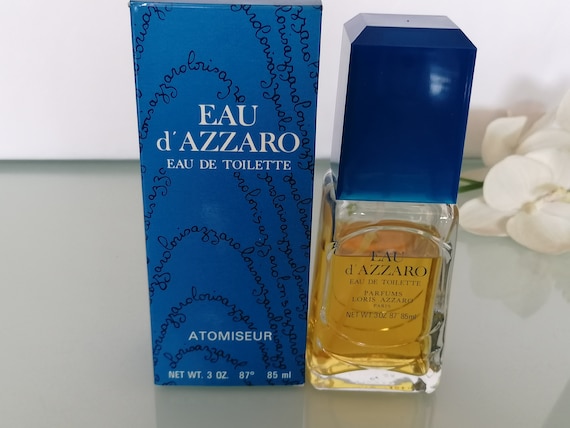 EAU
d'AZZARO
EAU DE TOILETTE
ATOMISEUR
NET WT. 3 OZ. 87° 85 ml
EAU
d'AZZARO
EAU DE TOILETTE
PARFUMS
LORIS AZZARO
PARIS
NET WT 3 OZ 87° 85ml